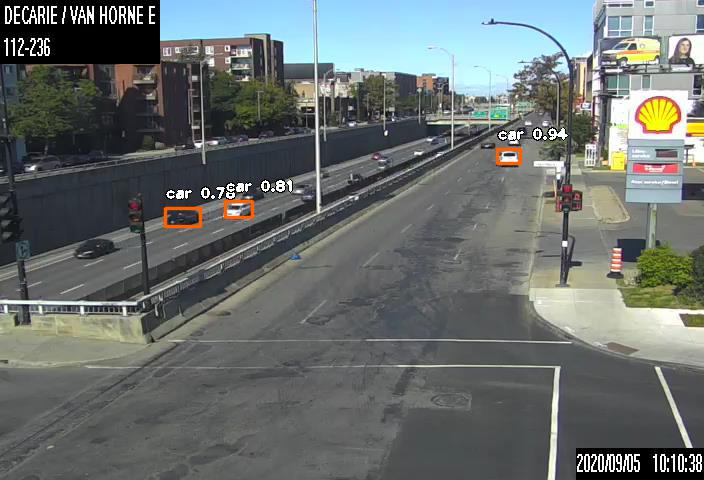 DECARIE / VAN HORNE E
112-236
car 0.78
car 0.81
car 0.94
2020/09/05 10:10:38